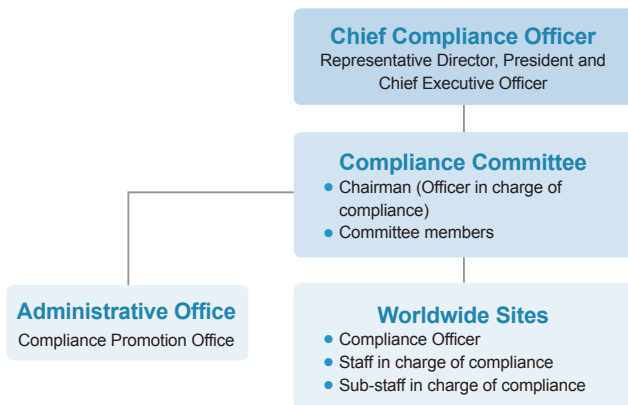 Chief Compliance Officer
Representative Director, President and
Chief Executive Officer
Compliance Committee
● Chairman (Officer in charge of
compliance)
● Committee members
Administrative Office
Compliance Promotion Office
Worldwide Sites
● Compliance Officer
● Staff in charge of compliance
● Sub-staff in charge of compliance